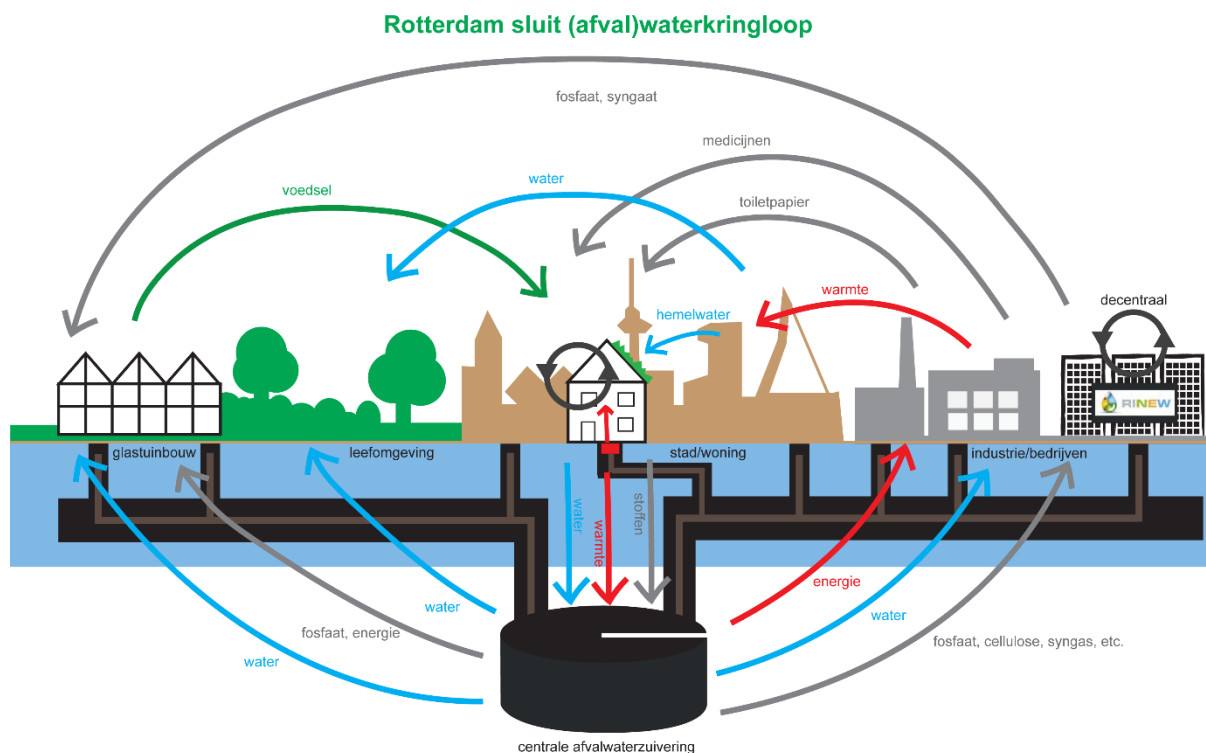 Rotterdam sluit (afval)waterkringloop
fosfaat, syngaat
medicijnen
water
voedsel
toiletpapier
warmte
decentraal
hemelwater
RINEW
glastuinbouw
leefomgeving
stad/woning
industrie/bedrijven
water
warmte
stoffen
energie
water
water
fosfaat, energie
fosfaat, cellulose, syngas, etc.
water
centrale afvalwaterzuivering